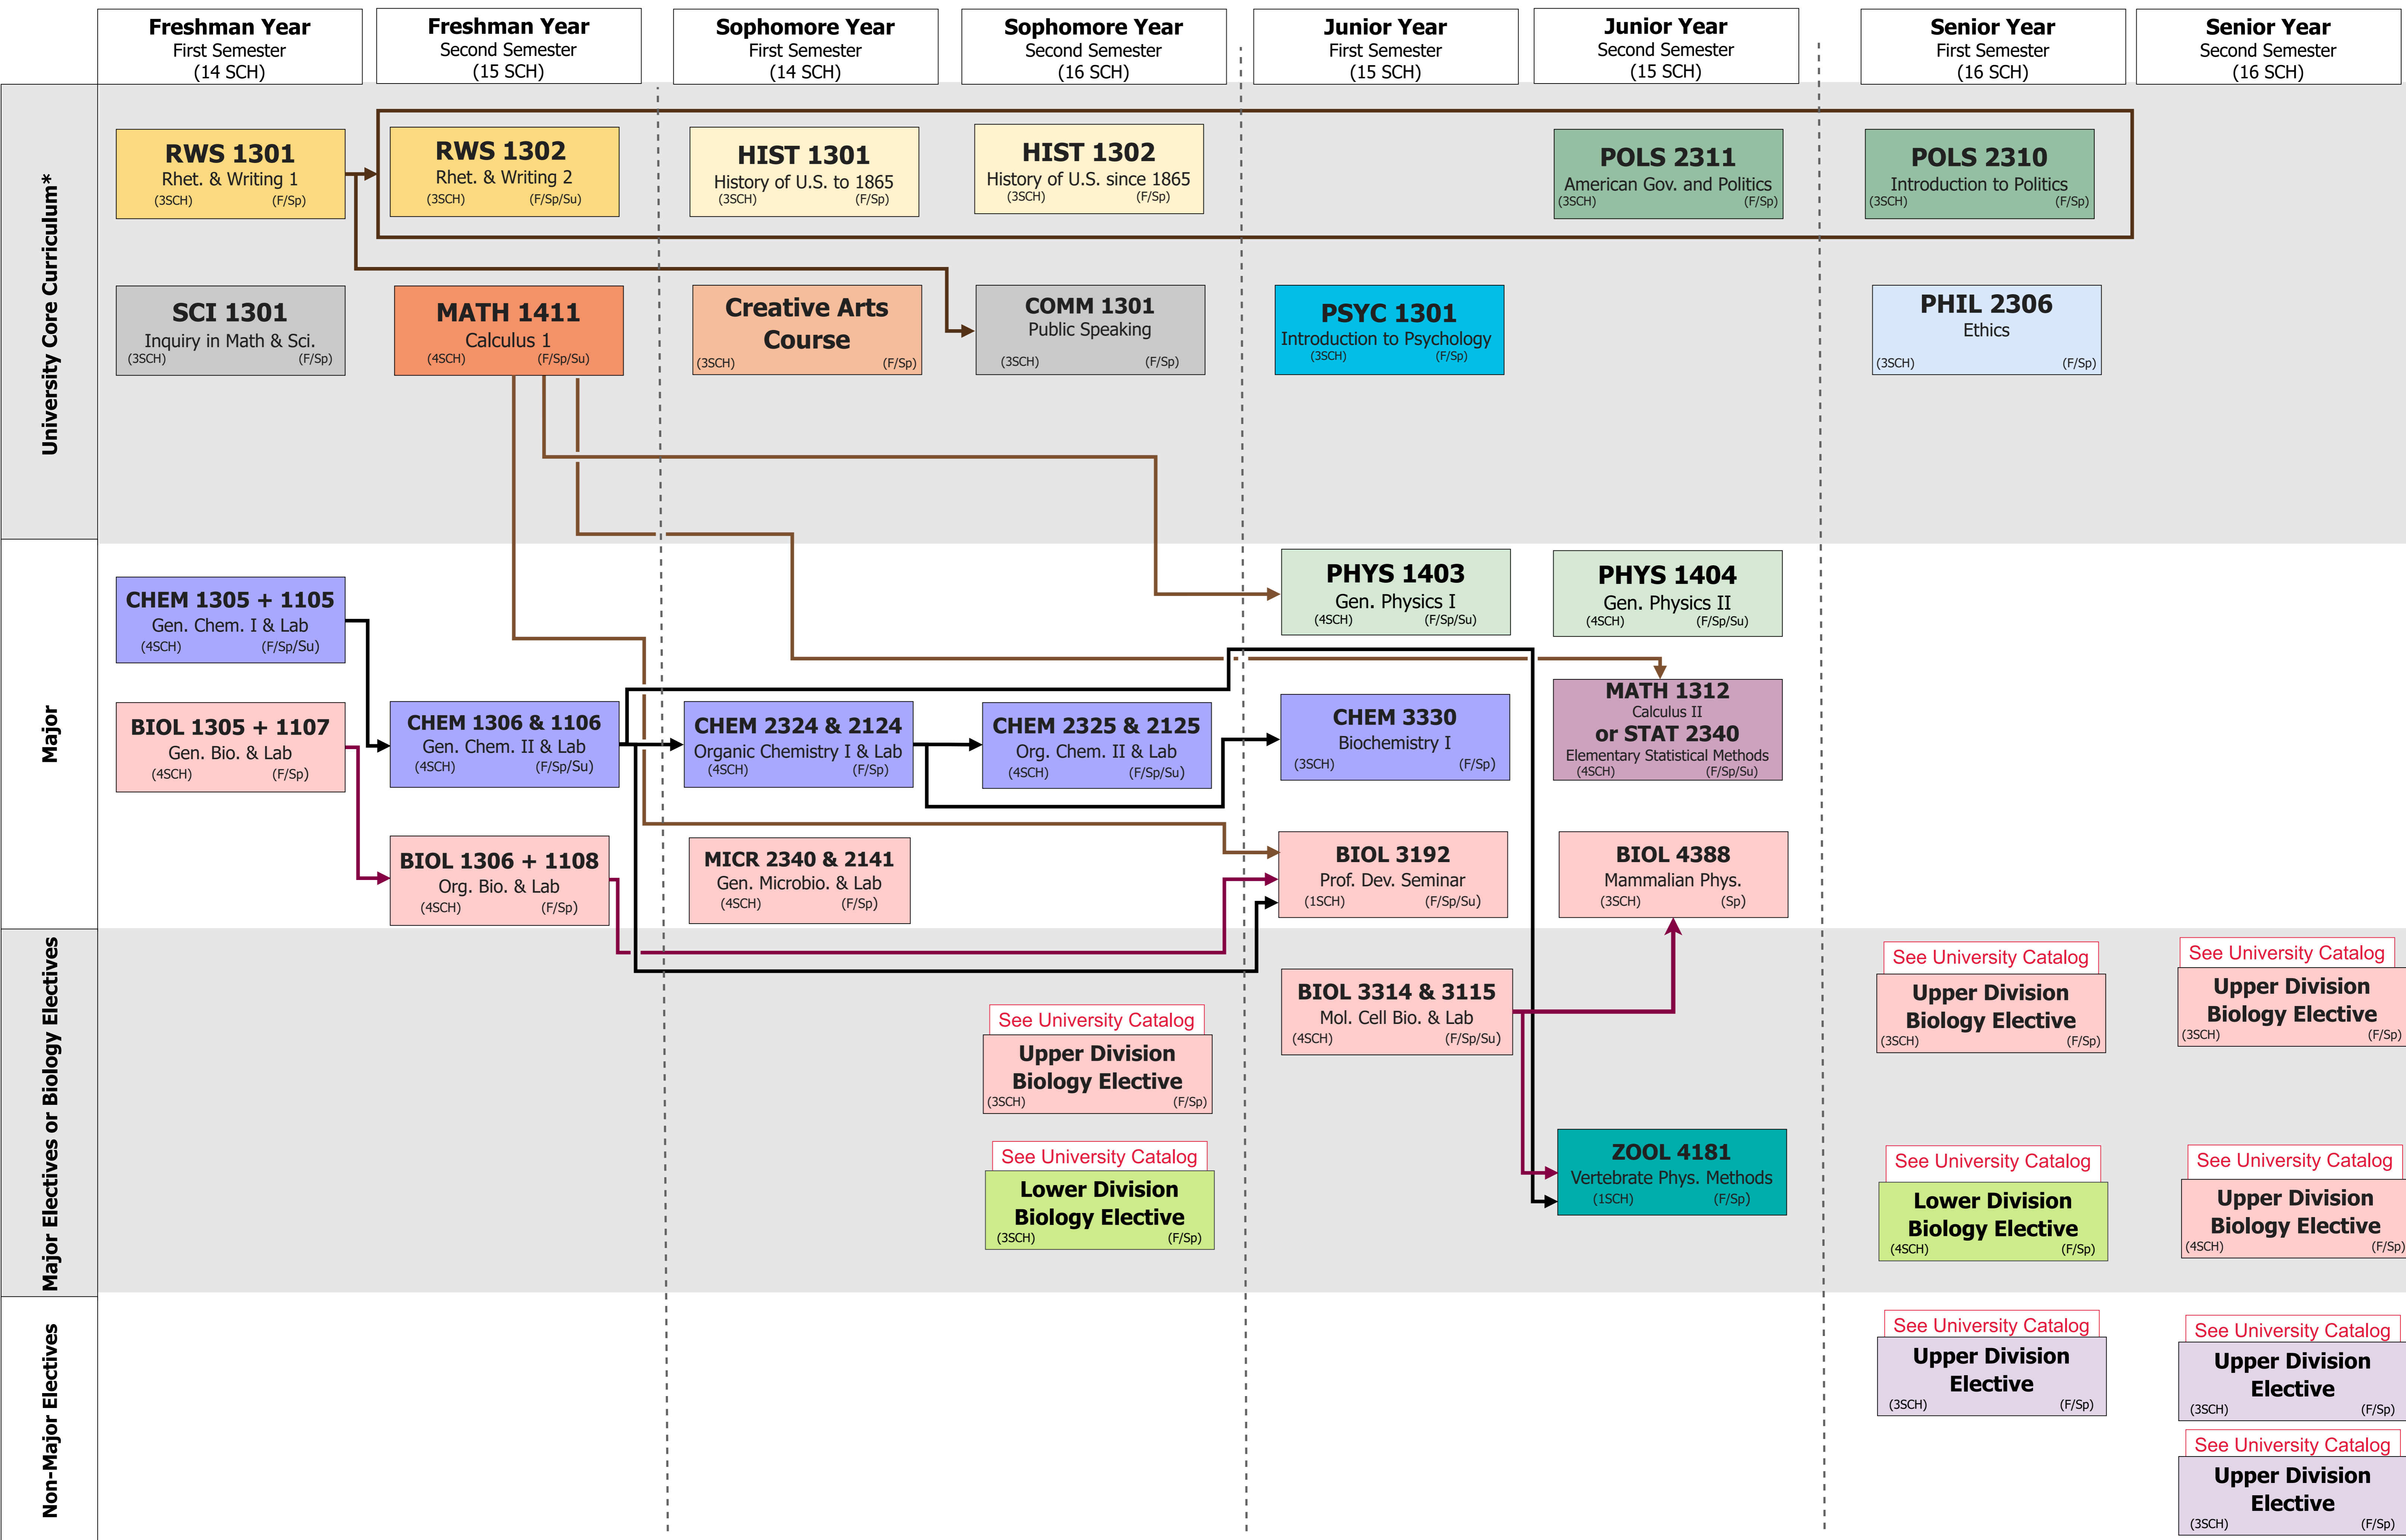 Freshman Year
First Semester
(14 SCH)
Freshman Year
Second Semester
(15 SCH)
Sophomore Year
First Semester
(14 SCH)
Sophomore Year
Second Semester
(16 SCH)
Junior Year
First Semester
(15 SCH)
Junior Year
Second Semester
(15 SCH)
Senior Year
First Semester
(16 SCH)
Senior Year
Second Semester
(16 SCH)
University Core Curriculum*
RWS 1301
Rhet. & Writing 1
(3SCH) (F/Sp)
RWS 1302
Rhet. & Writing 2
(3SCH) (F/Sp/Su)
HIST 1301
History of U.S. to 1865
(3SCH) (F/Sp)
HIST 1302
History of U.S. since 1865
(3SCH) (F/Sp)
POLS 2311
American Gov. and Politics
(3SCH) (F/Sp)
POLS 2310
Introduction to Politics
(3SCH) (F/Sp)
SCI 1301
Inquiry in Math & Sci.
(3SCH) (F/Sp)
MATH 1411
Calculus 1
(4SCH) (F/Sp/Su)
Creative Arts
Course
(3SCH) (F/Sp)
COMM 1301
Public Speaking
(3SCH) (F/Sp)
PSYC 1301
Introduction to Psychology
(3SCH) (F/Sp)
PHIL 2306
Ethics
(3SCH) (F/Sp)
Major
CHEM 1305 + 1105
Gen. Chem. I & Lab
(4SCH) (F/Sp/Su)
PHYS 1403
Gen. Physics I
(4SCH) (F/Sp/Su)
PHYS 1404
Gen. Physics II
(4SCH) (F/Sp/Su)
BIOL 1305 + 1107
Gen. Bio. & Lab
(4SCH) (F/Sp)
CHEM 1306 & 1106
Gen. Chem. II & Lab
(4SCH) (F/Sp/Su)
CHEM 2324 & 2124
Organic Chemistry I & Lab
(4SCH) (F/Sp)
CHEM 2325 & 2125
Org. Chem. II & Lab
(4SCH) (F/Sp/Su)
CHEM 3330
Biochemistry I
(3SCH) (F/Sp)
MATH 1312
Calculus II
or STAT 2340
Elementary Statistical Methods
(4SCH) (F/Sp/Su)
BIOL 1306 + 1108
Org. Bio. & Lab
(4SCH) (F/Sp)
MICR 2340 & 2141
Gen. Microbio. & Lab
(4SCH) (F/Sp)
BIOL 3192
Prof. Dev. Seminar
(1SCH) (F/Sp/Su)
BIOL 4388
Mammalian Phys.
(3SCH) (Sp)
Major Electives or Biology Electives
See University Catalog
Upper Division
Biology Elective
(3SCH) (F/Sp)
BIOL 3314 & 3115
Mol. Cell Bio. & Lab
(4SCH) (F/Sp/Su)
See University Catalog
Upper Division
Biology Elective
(3SCH) (F/Sp)
See University Catalog
Upper Division
Biology Elective
(3SCH) (F/Sp)
See University Catalog
Lower Division
Biology Elective
(3SCH) (F/Sp)
ZOOL 4181
Vertebrate Phys. Methods
(1SCH) (F/Sp)
See University Catalog
Lower Division
Biology Elective
(4SCH) (F/Sp)
See University Catalog
Upper Division
Biology Elective
(4SCH) (F/Sp)
Non-Major Electives
See University Catalog
Upper Division
Elective
(3SCH) (F/Sp)
See University Catalog
Upper Division
Elective
(3SCH) (F/Sp)
See University Catalog
Upper Division
Elective
(3SCH) (F/Sp)